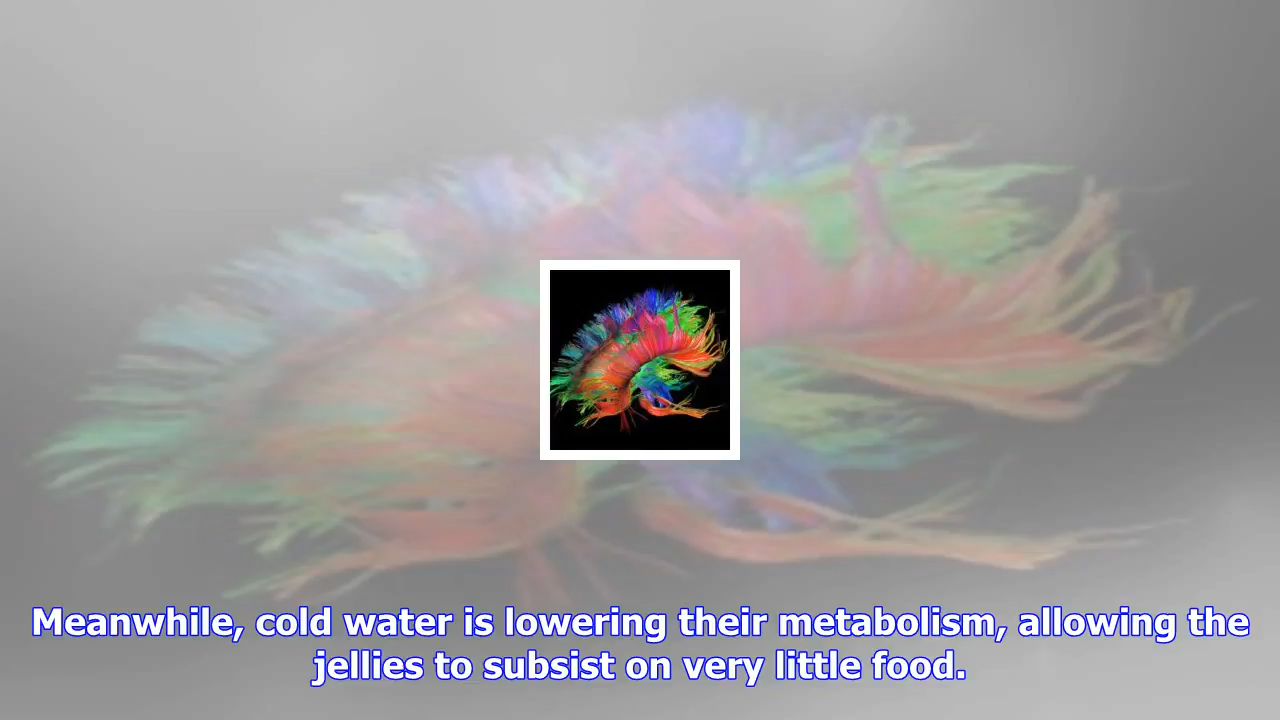 Meanwhile, cold water is lowering their metabolism, allowing the
jellies to subsist on very little food.